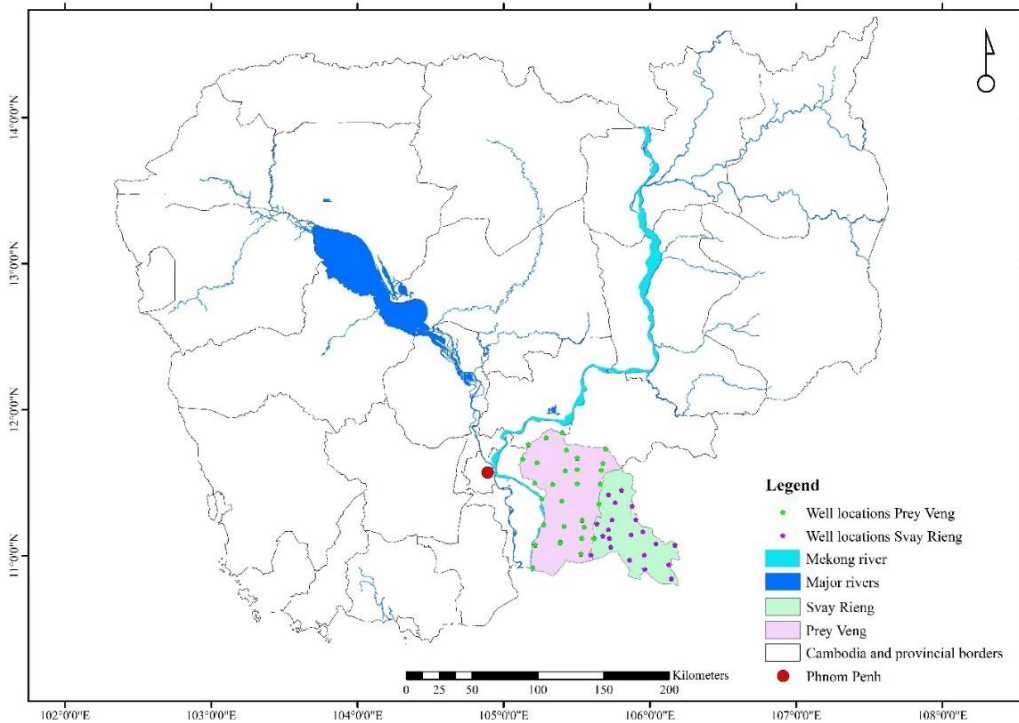 14°0'0"N
13°0'0"N
12°0'0"N
11°0'0"N
Legend
Well locations Prey Veng
Well locations Svay Rieng
Mekong river
Major rivers
Svay Rieng
Prey Veng
Cambodia and provincial borders
Phnom Penh
Kilometers
0 25 50 100 150 200
102°0'0"E 103°0'0"E 104°0'0"E 105°0'0"E 106°0'0"E 107°0'0"E 108°0'0"E